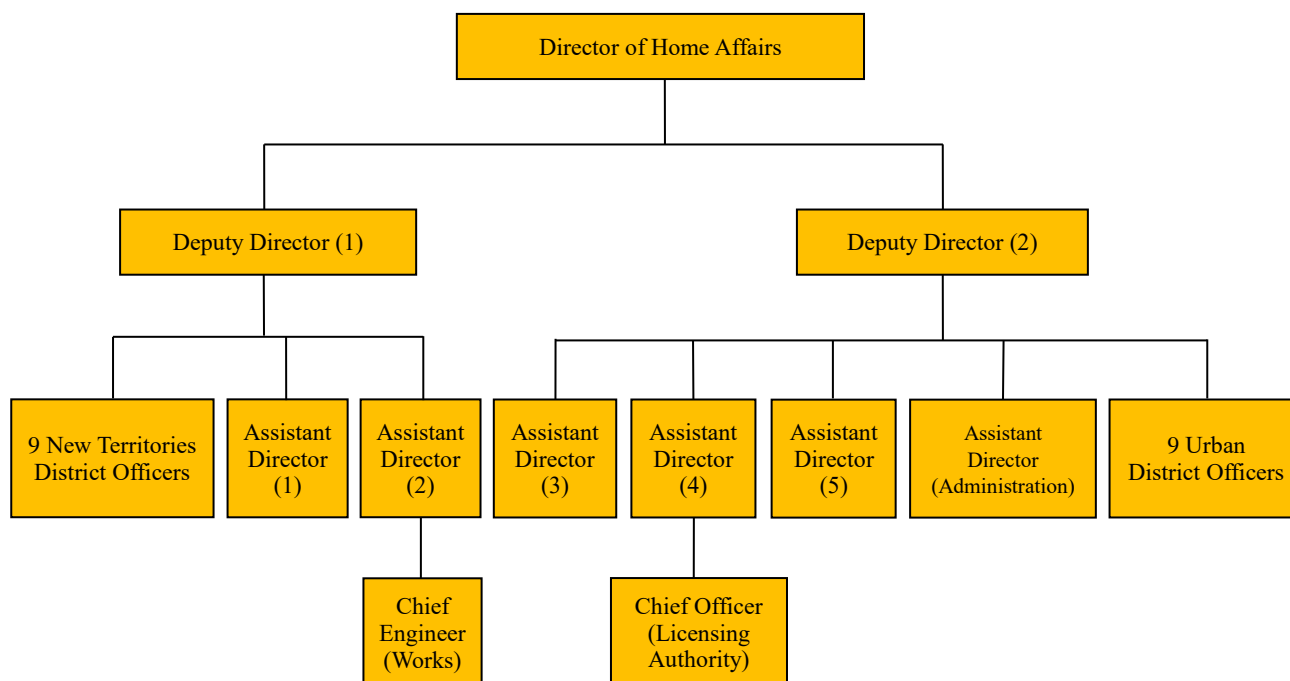 Director of Home Affairs
Deputy Director (1)
Deputy Director (2)
9 New Territories
District Officers
Assistant
Director
(1)
Assistant
Director
(2)
Assistant
Director
(3)
Assistant
Director
(4)
Assistant
Director
(5)
Assistant
Director
(Administration)
9 Urban
District Officers
Chief
Engineer
(Works)
Chief Officer
(Licensing
Authority)